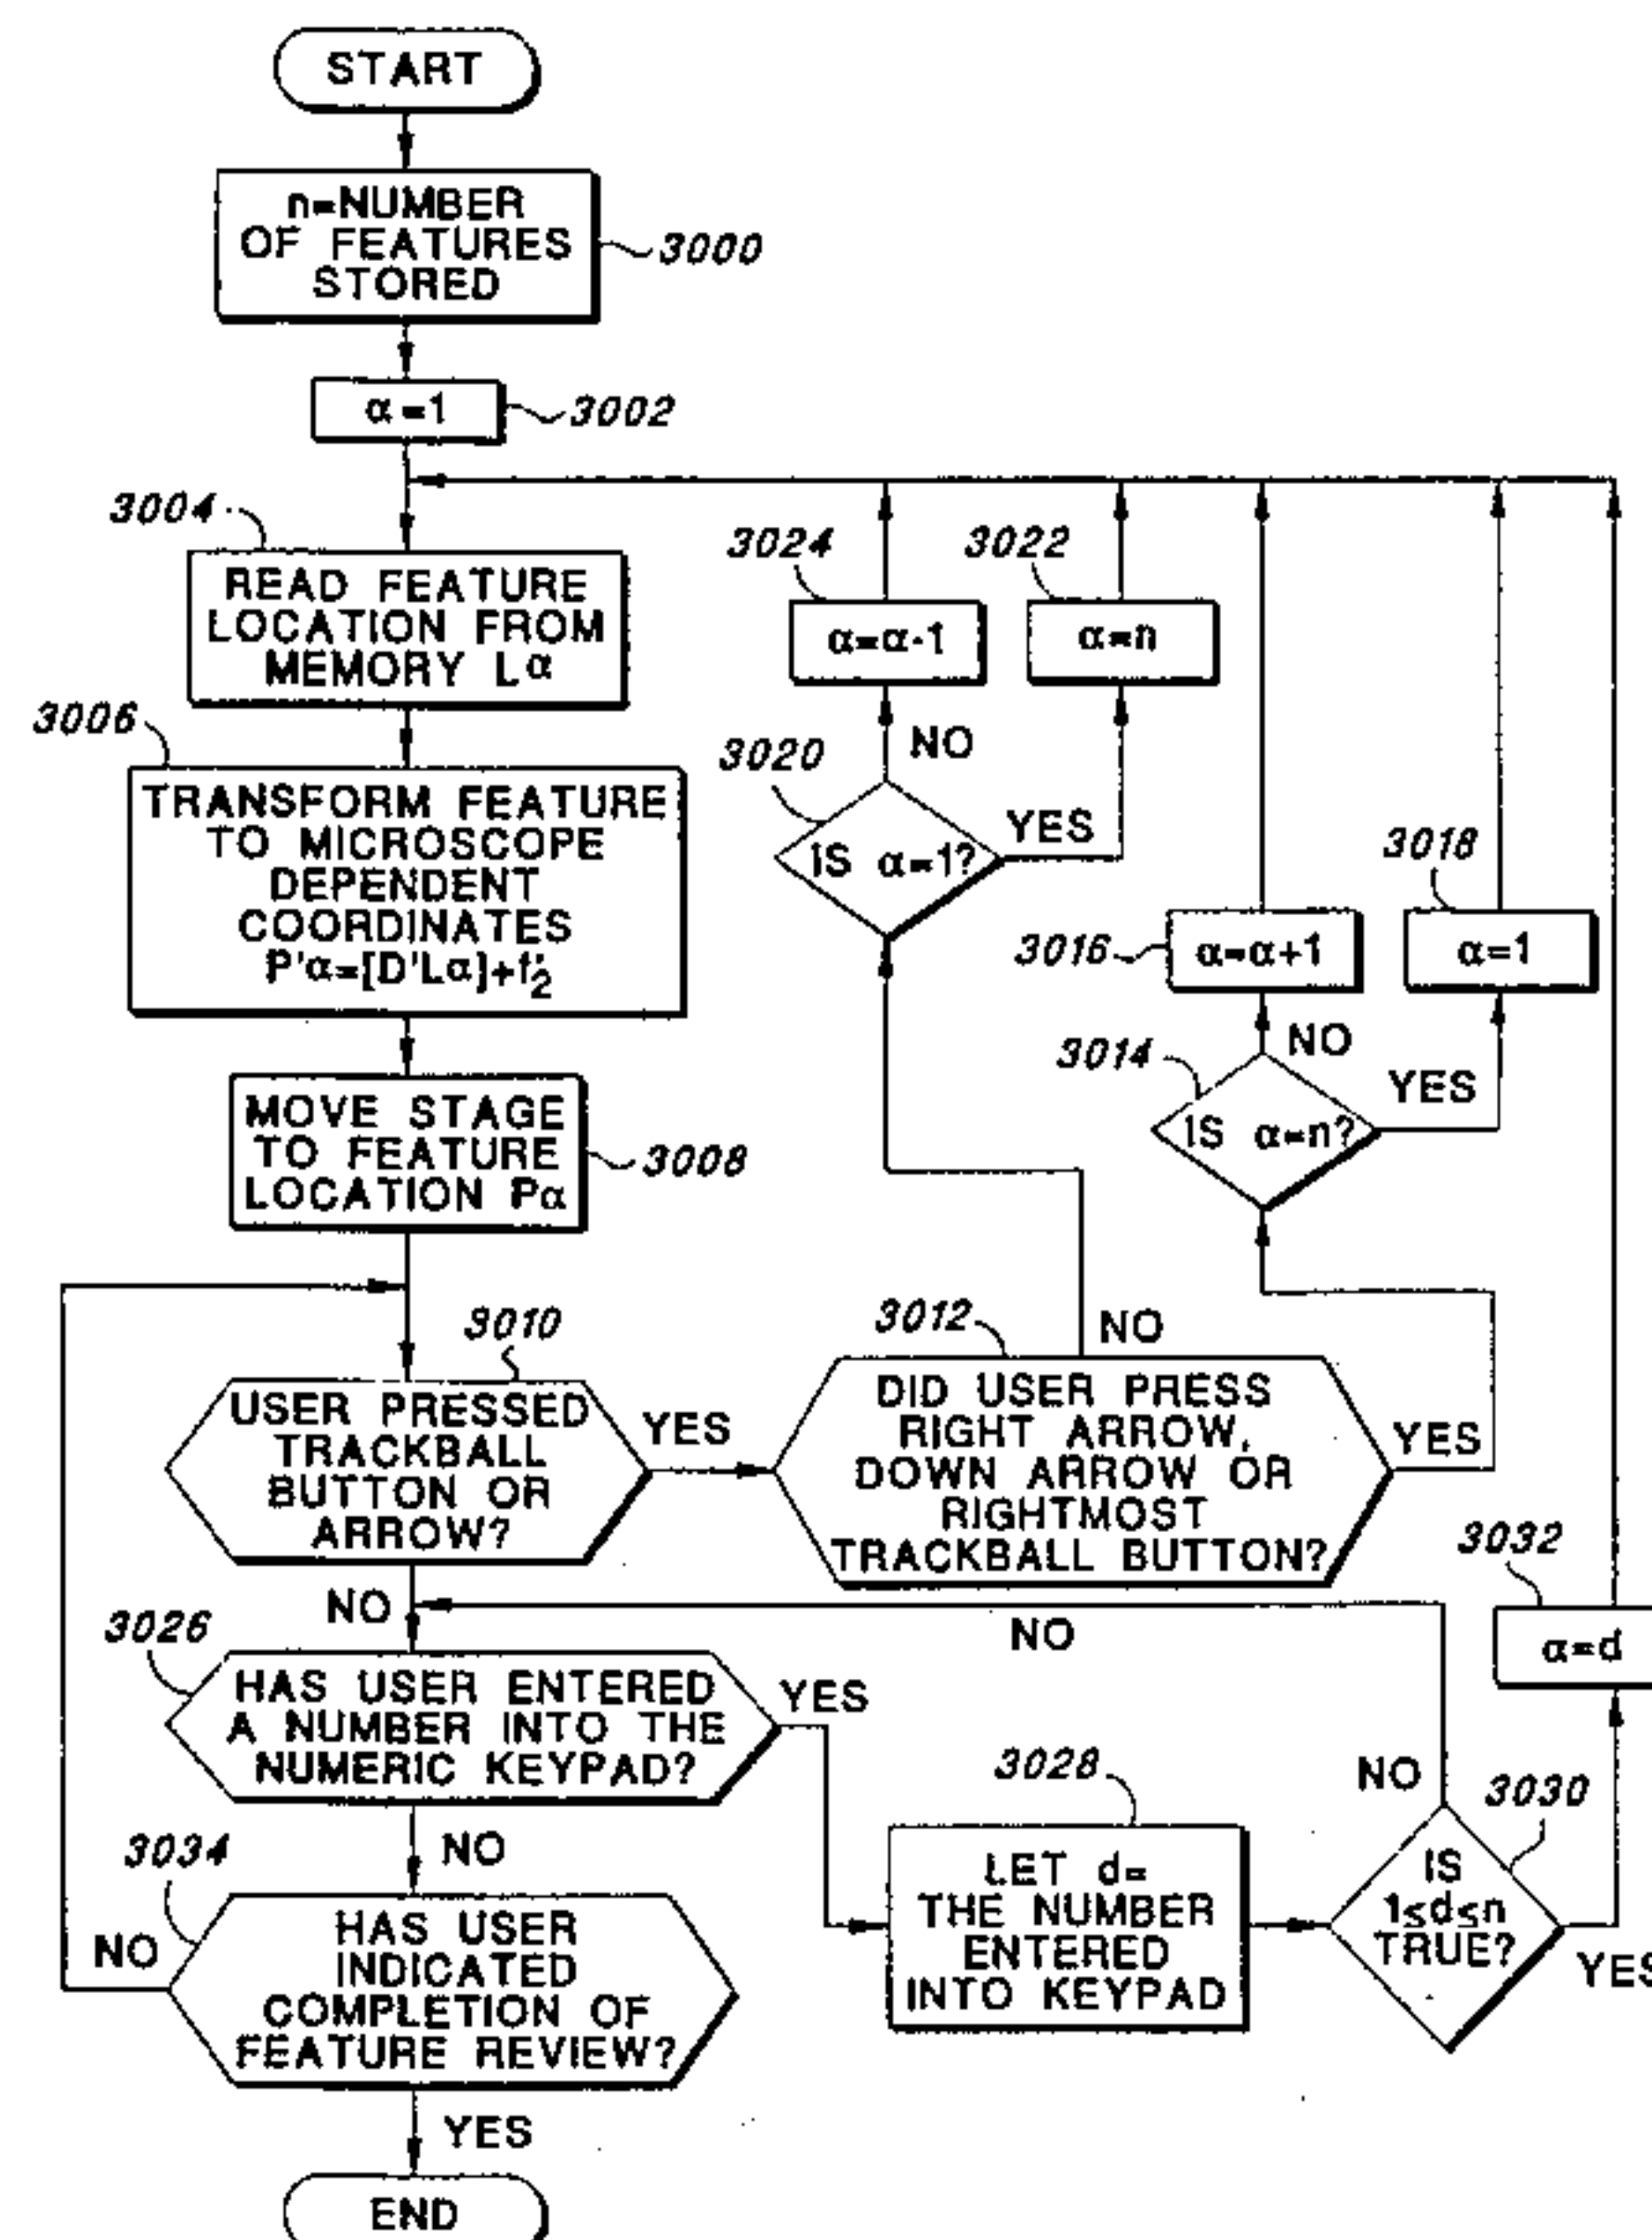 START
n=NUMBER
OF FEATURES
STORED
3000
α=1
3002
3004
READ FEATURE
LOCATION FROM
MEMORY Lα
3006
TRANSFORM FEATURE
TO MICROSCOPE
DEPENDENT
COORDINATES
P'α=[D'Lα]+f'2
MOVE STAGE
TO FEATURE
LOCATION Pα
3008
3024
α=α-1
3022
α=n
NO
3020
IS α=1?
YES
3018
α=1
3016
α=α+1
NO
3014
IS α=n?
YES
3010
USER PRESSED
TRACKBALL
BUTTON OR
ARROW?
YES
3012
NO
DID USER PRESS
RIGHT ARROW,
DOWN ARROW OR
RIGHTMOST
TRACKBALL BUTTON?
YES
NO
NO
3032
α=d
3026
HAS USER ENTERED
A NUMBER INTO THE
NUMERIC KEYPAD?
YES
3028
LET d=
THE NUMBER
ENTERED
INTO KEYPAD
NO
3030
IS
1≤d≤n
TRUE?
YES
NO
3034
HAS USER
INDICATED
COMPLETION OF
FEATURE REVIEW?
NO
YES
END